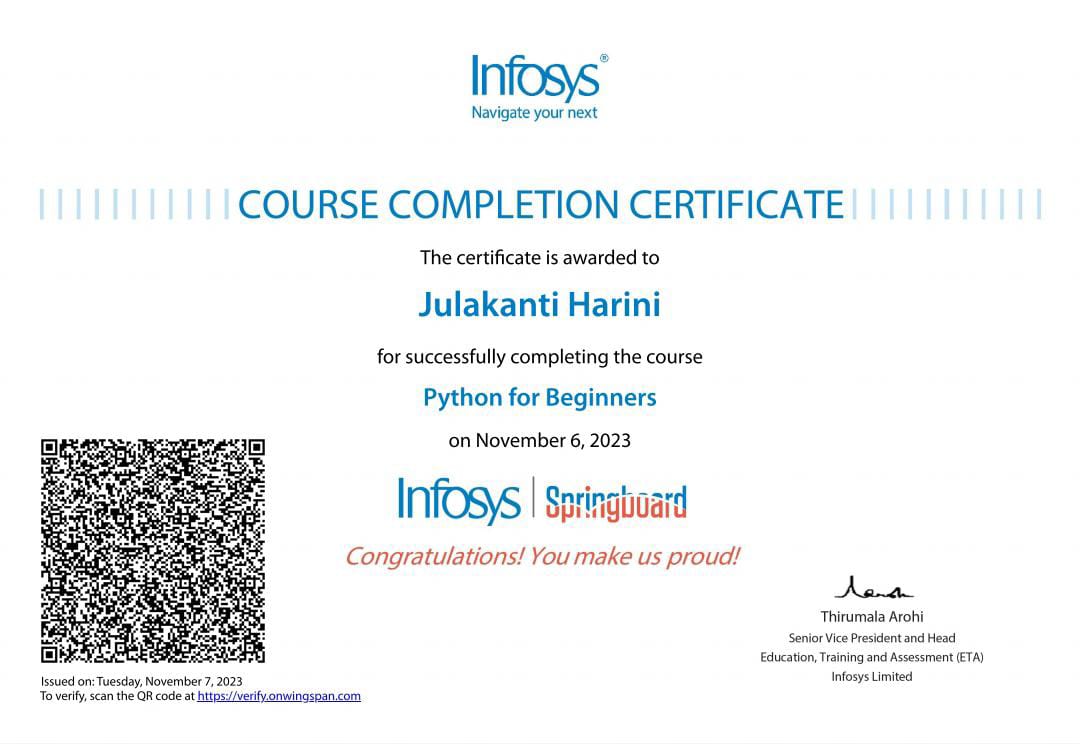 Infosys®
Navigate your next
COURSE COMPLETION CERTIFICATE
The certificate is awarded to
Julakanti Harini
for successfully completing the course
Python for Beginners
on November 6, 2023
Infosys | Springboard
Congratulations! You make us proud!
Thirumala Arohi
Senior Vice President and Head
Education, Training and Assessment (ETA)
Infosys Limited
Issued on: Tuesday, November 7, 2023
To verify, scan the QR code at https://verify.onwingspan.com